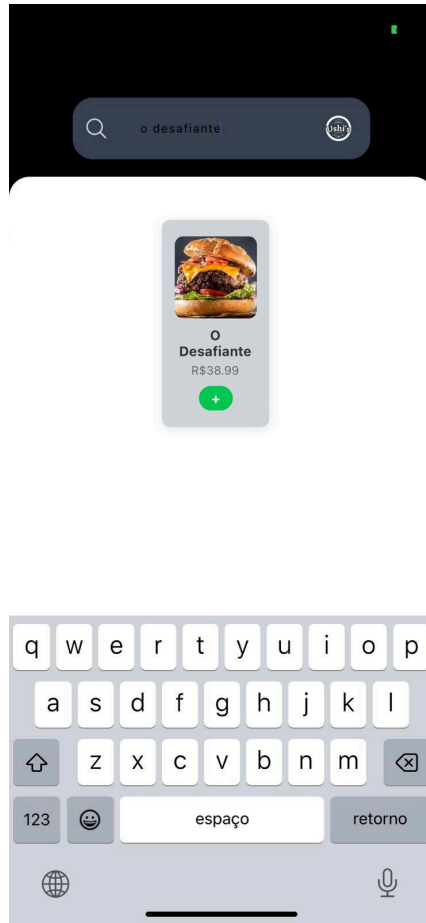 o desafiante
Ushi's
O
Desafiante
R$38.99
+
q w e r t y u i o p
a s d f g h j k l
z x c v b n m
123 espaço retorno